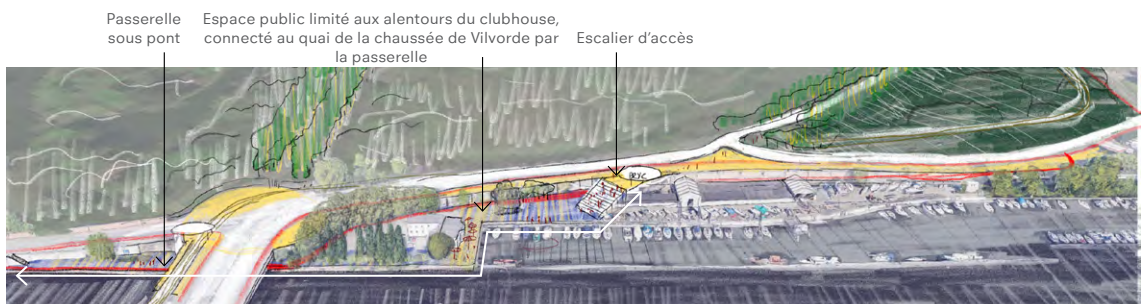 Passerelle
sous pont
Espace public limité aux alentours du clubhouse,
connecté au quai de la chaussée de Vilvorde par
la passerelle
Escalier d'accès
BRYC